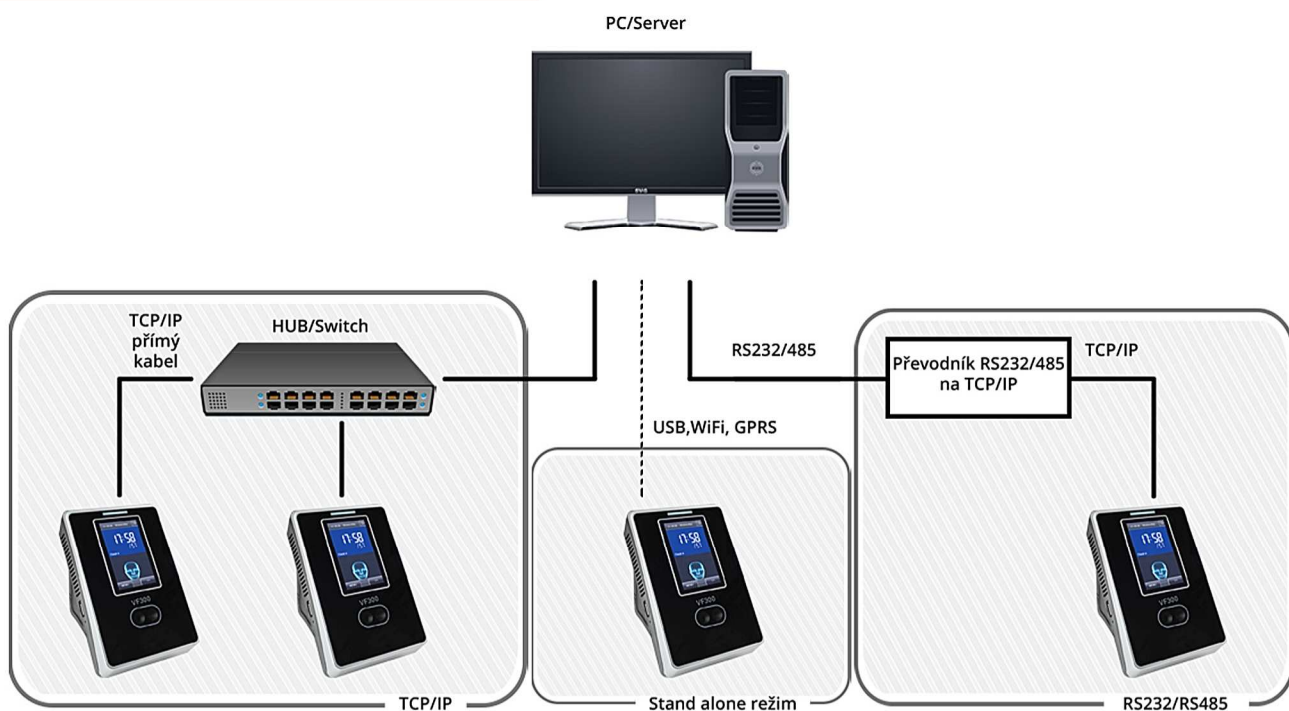 PC/Server
TCP/IP
přímý
kabel
HUB/Switch
RS232/485
Převodník RS232/485
na TCP/IP
TCP/IP
USB,WiFi, GPRS
17:58
VF300
17:58
VF300
17:58
VF300
17:58
VF300
TCP/IP
Stand alone režim
RS232/RS485